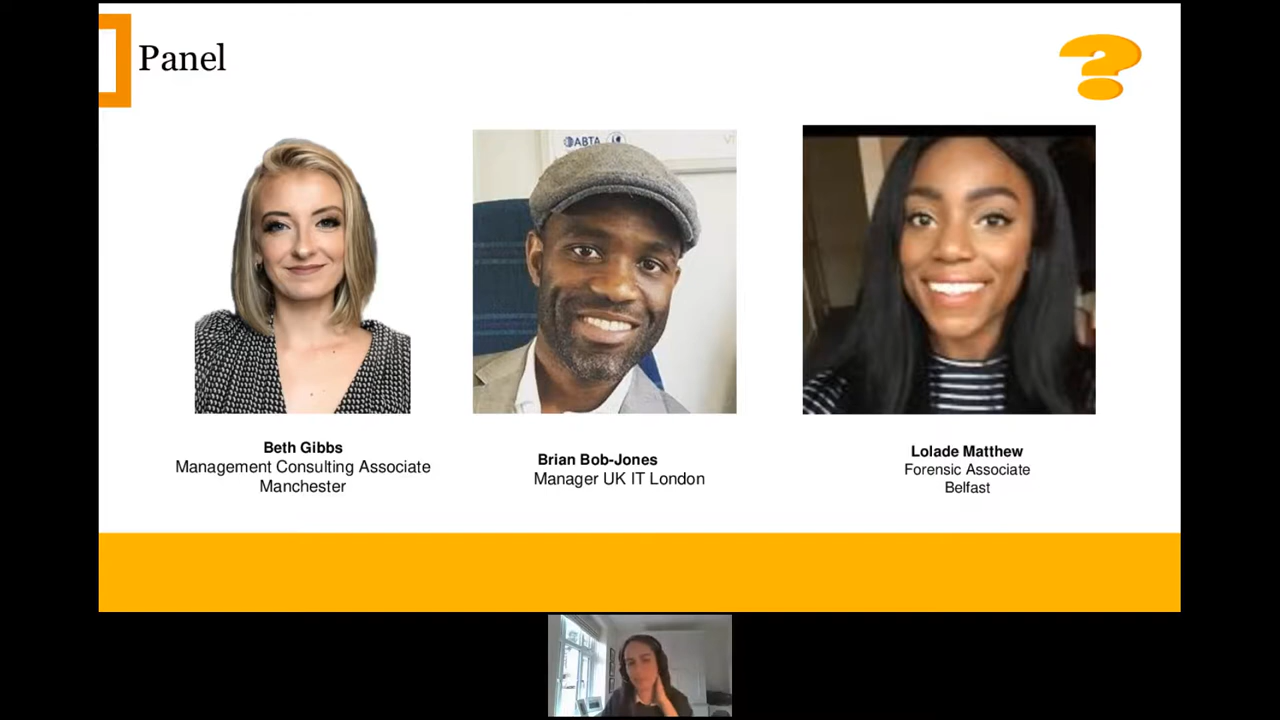 Panel
ABTA
Beth Gibbs
Management Consulting Associate
Manchester
Brian Bob-Jones
Manager UK IT London
Lolade Matthew
Forensic Associate
Belfast